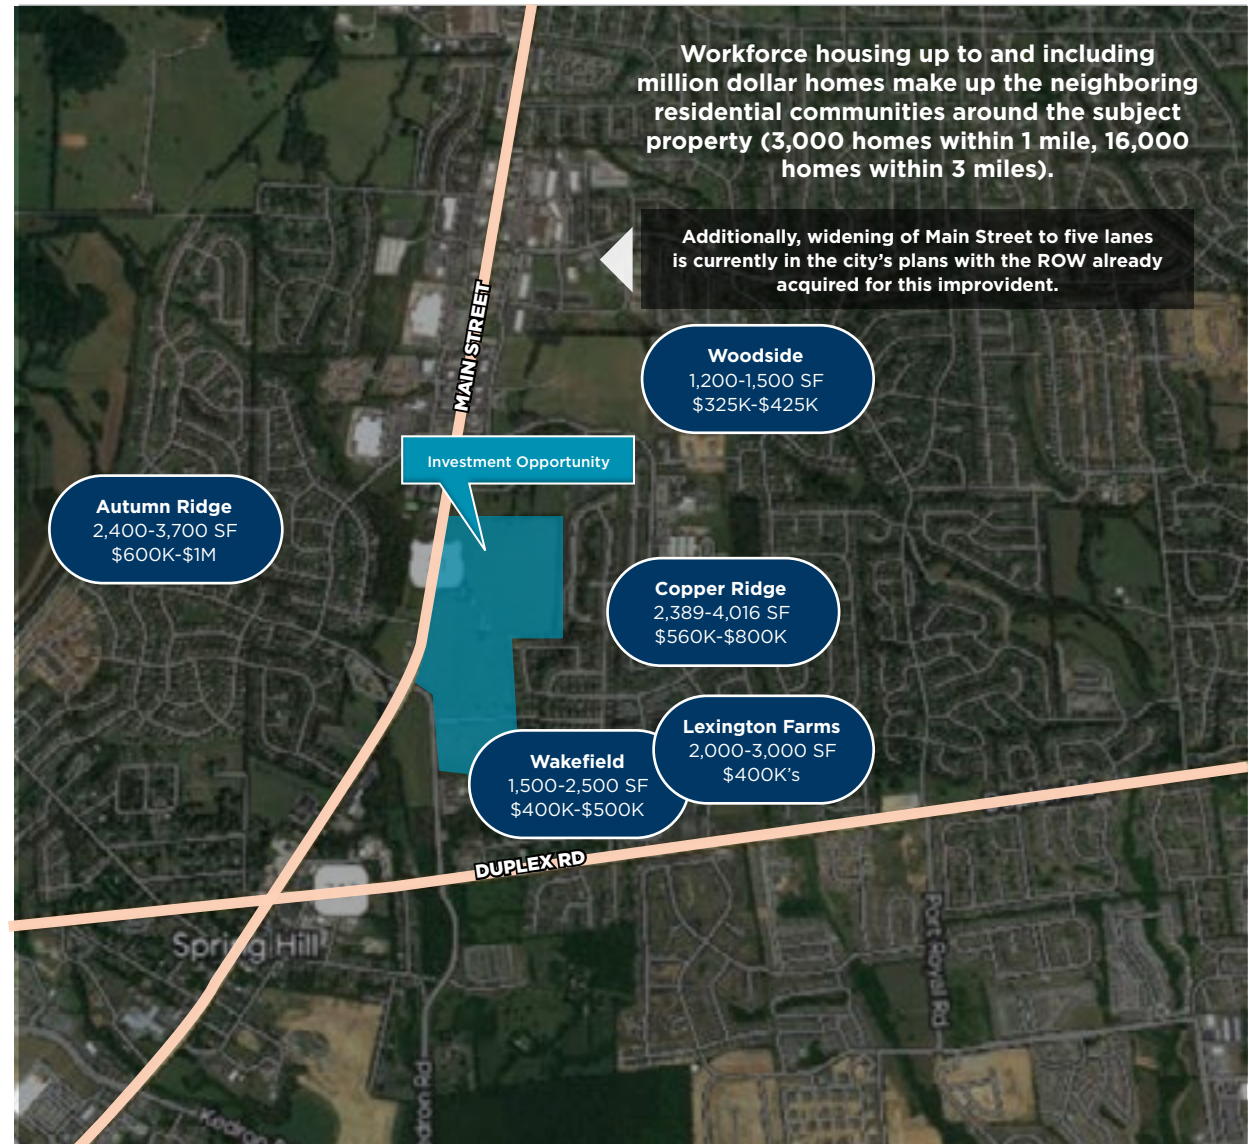 Workforce housing up to and including
million dollar homes make up the neighboring
residential communities around the subject
property (3,000 homes within 1 mile, 16,000
homes within 3 miles).
Additionally, widening of Main Street to five lanes
is currently in the city's plans with the ROW already
acquired for this improvident.
MAIN STREET
Woodside
1,200-1,500 SF
$325K-$425K
Investment Opportunity
Autumn Ridge
2,400-3,700 SF
$600K-$1M
Copper Ridge
2,389-4,016 SF
$560K-$800K
Lexington Farms
2,000-3,000 SF
$400K's
Wakefield
1,500-2,500 SF
$400K-$500K
DUPLEX RD
Spring Hill
Port Royal Rd
Kedron
edron Rd